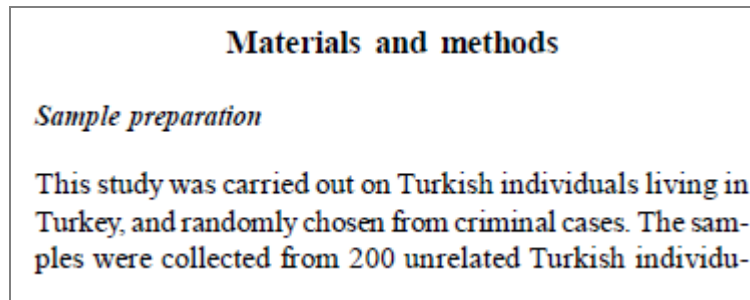 Materials and methods
Sample preparation
This study was carried out on Turkish individuals living in
Turkey, and randomly chosen from criminal cases. The sam-
ples were collected from 200 unrelated Turkish individu-